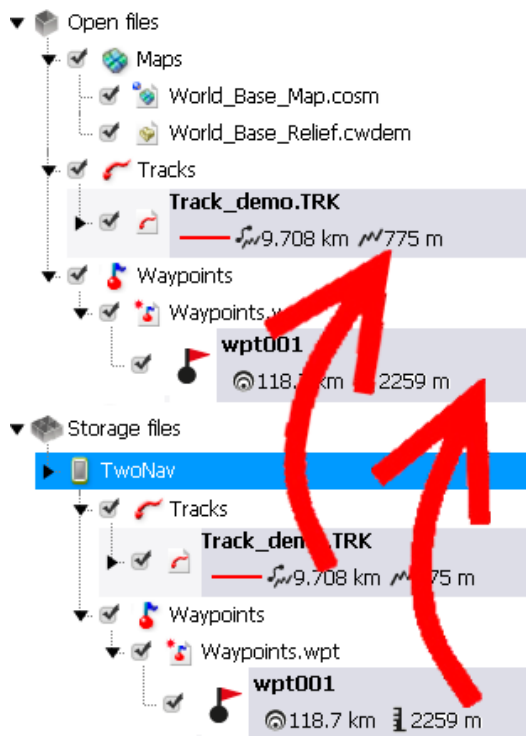 Open files
Maps
World_Base_Map.cosm
World_Base_Relief.cwdem
Tracks
Track_demo.TRK
9.708 km 775 m
Waypoints
wpt001
km 2259 m
Storage files
TwoNav
Tracks
9.708 km
Waypoints
Waypoints.wpt
wpt001
118.7 km 2259 m